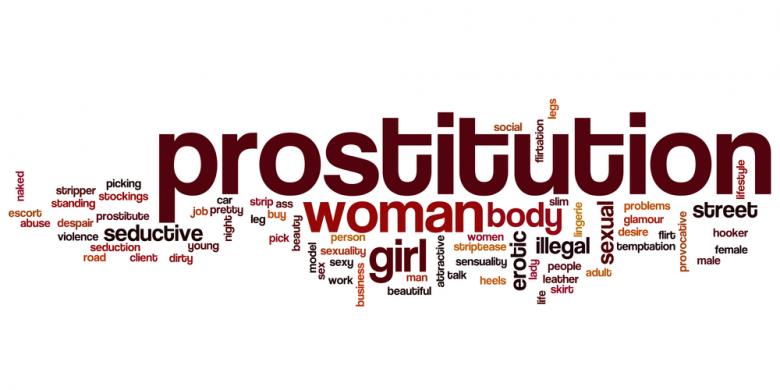 prostitution
social
flirtation
legs
naked
stripper
picking
standing
stockings
escort
abuse
despair
prostitute
violence
seductive
seduction
young
road
client
dirty
job
car
pretty
night
strip
ass
leg
buy
pick
beauty
woman
body
slim
lingerie
sexual
problems
glamour
desire
flirt
temptation
provocative
street
lifestyle
hooker
female
male
person
sexuality
model
sex
sexy
work
business
girl
man
beautiful
attractive
women
striptease
sensuality
talk
heels
erotic
lady
life
illegal
people
leather
skirt
adult